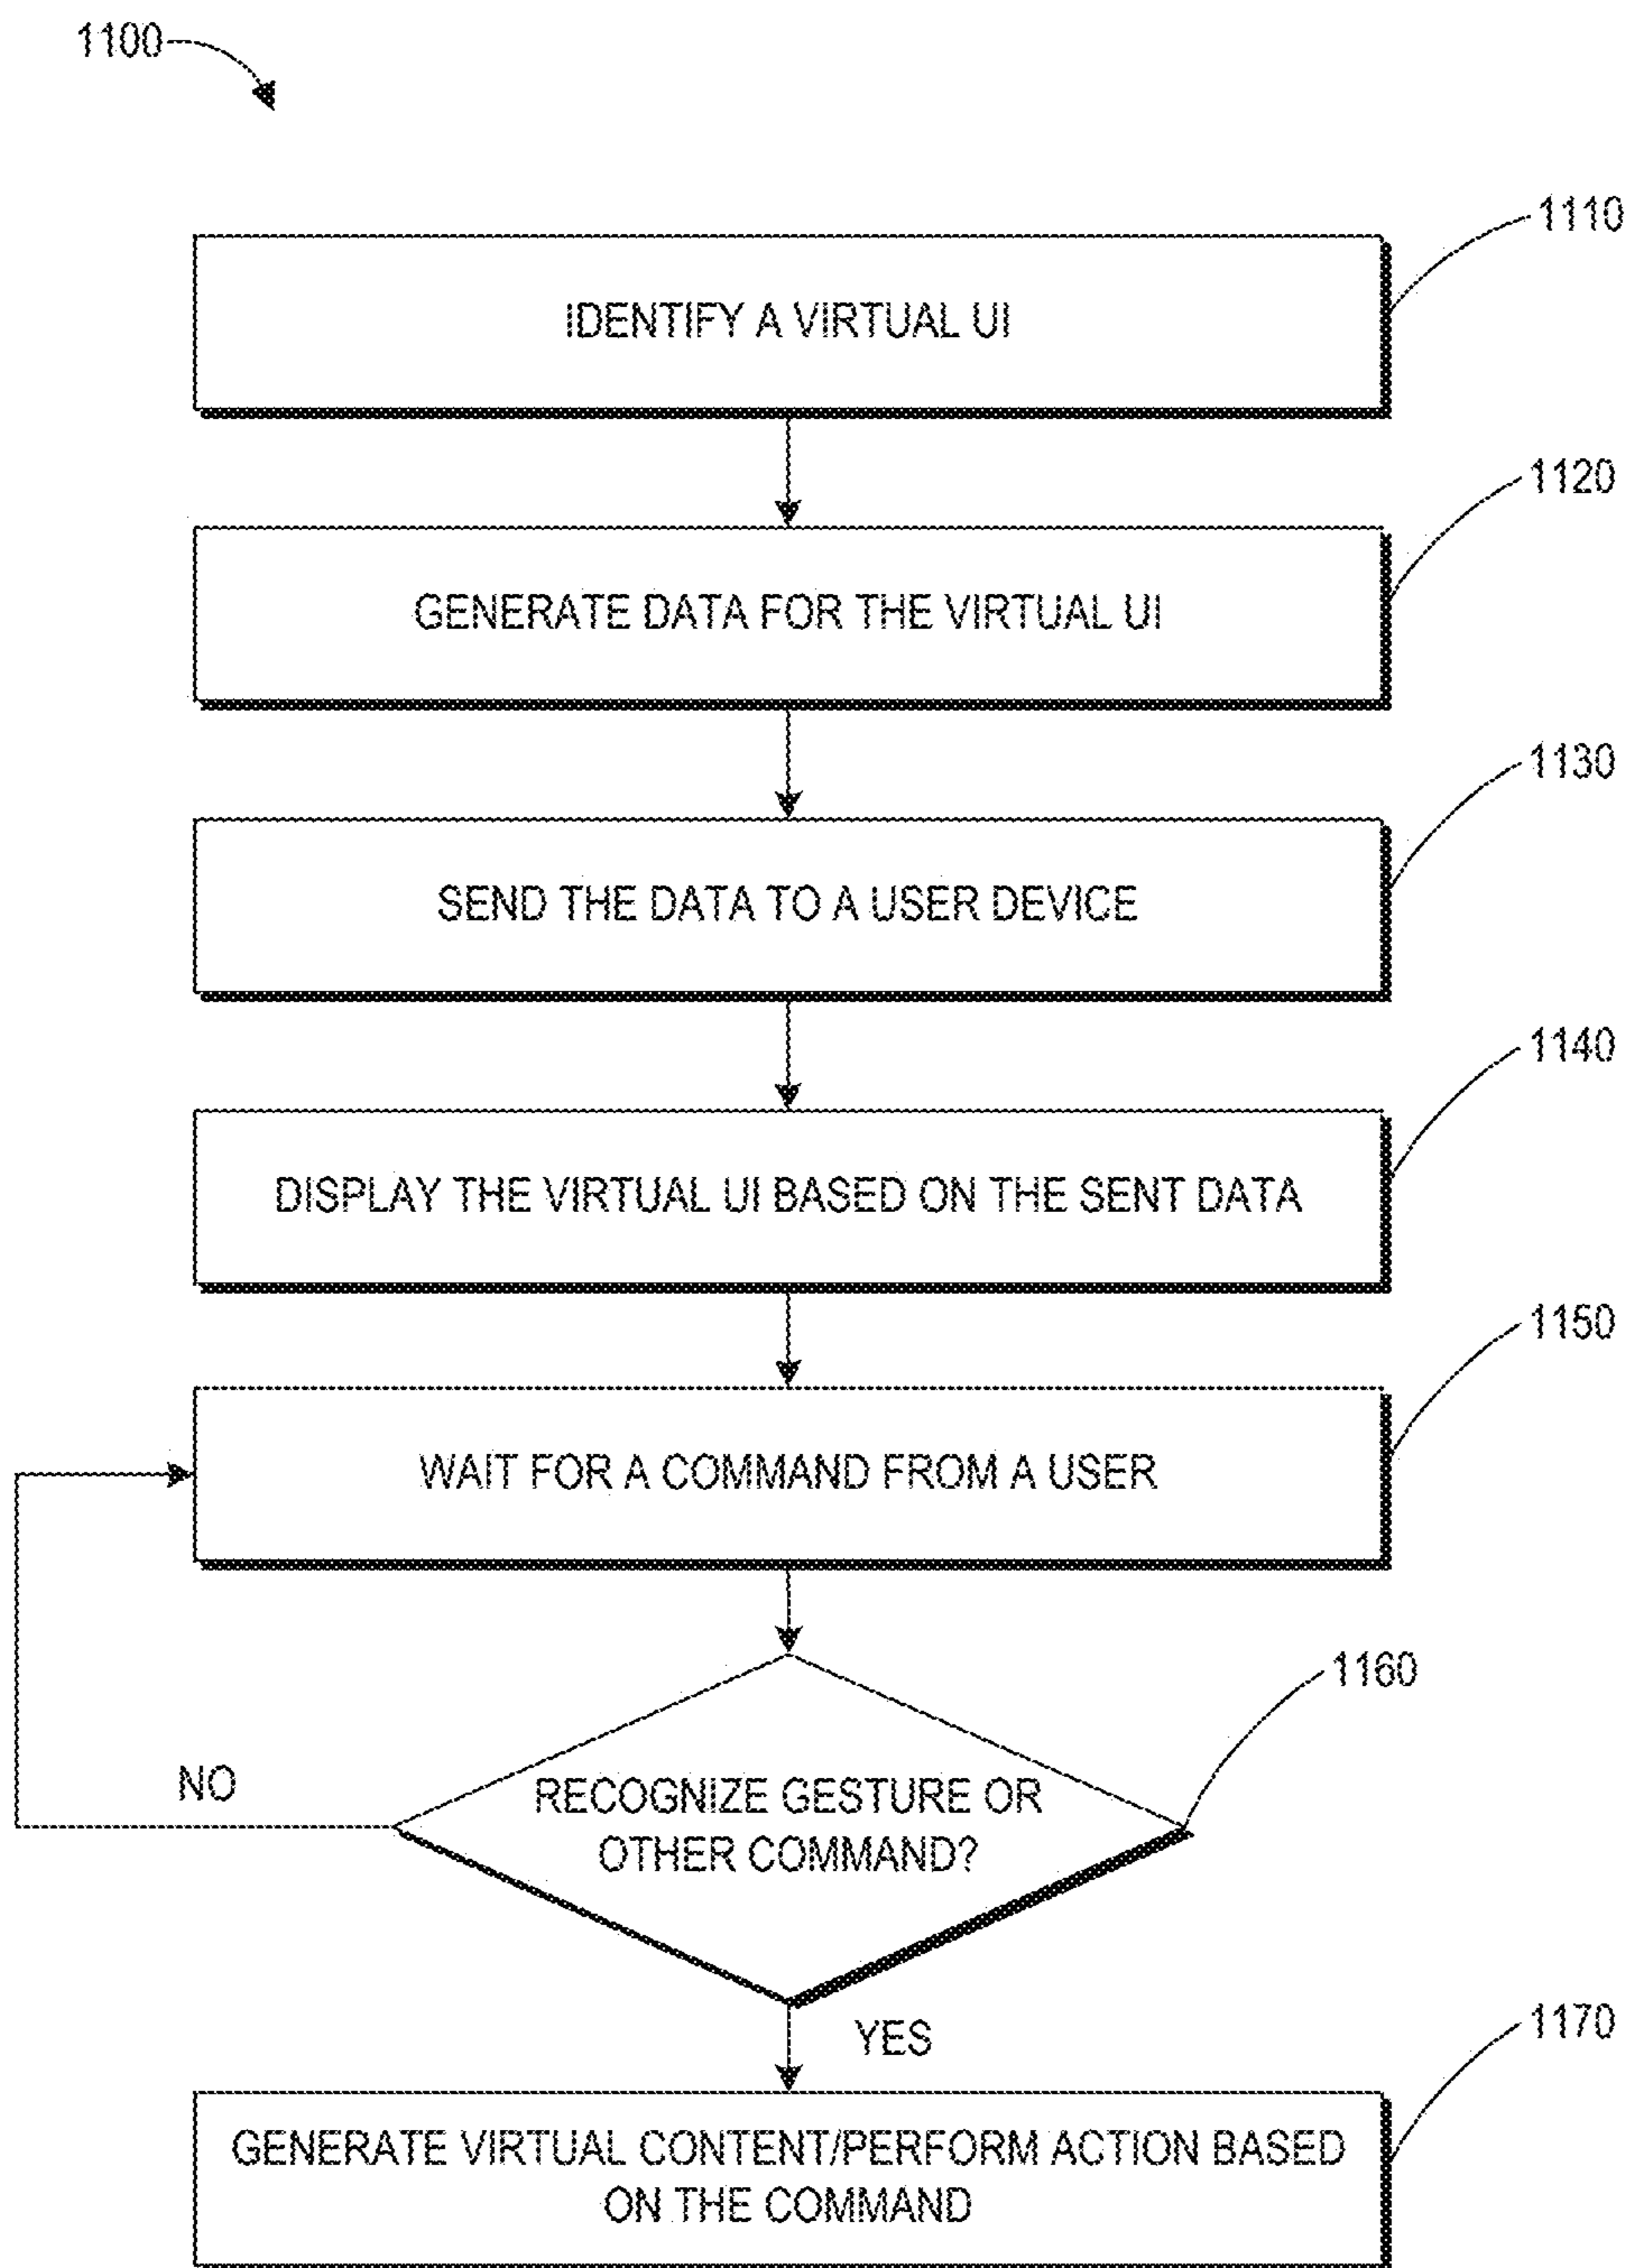 1100
1110
IDENTIFY A VIRTUAL UI
1120
GENERATE DATA FOR THE VIRTUAL UI
1130
SEND THE DATA TO A USER DEVICE
1140
DISPLAY THE VIRTUAL UI BASED ON THE SENT DATA
1150
WAIT FOR A COMMAND FROM A USER
1160
NO
RECOGNIZE GESTURE OR
OTHER COMMAND?
YES
1170
GENERATE VIRTUAL CONTENT/PERFORM ACTION BASED
ON THE COMMAND